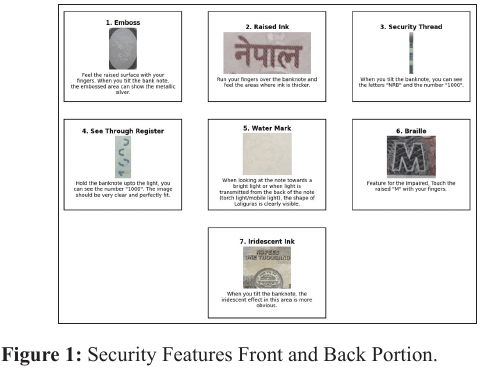 1. Emboss
Feel the raised surface with your
fingers. When you tilt the bank note,
the embossed area can show the metallic
silver.
2. Raised Ink
नेपाल
Run your fingers over the banknote and
feel the areas where ink is thicker.
3. Security Thread
When you tilt the banknote, you can see
the letters "NRB" and the number "1000".
4. See Through Register
Hold the banknote upto the light, you
can see the number "1000". The image
should be very clear and perfectly fit.
5. Water Mark
When looking at the note towards a
bright light or when light is
transmitted from the back of the note
(torch light/mobile light), the shape of
Laliguras is clearly visible.
6. Braille
M
Feature for the impaired, Touch the
raised "M" with your fingers.
7. Iridescent Ink
RUPEES
ONE THOUSAND
When you tilt the banknote, the
iridescent effect in this area is more
obvious.
Figure 1: Security Features Front and Back Portion.